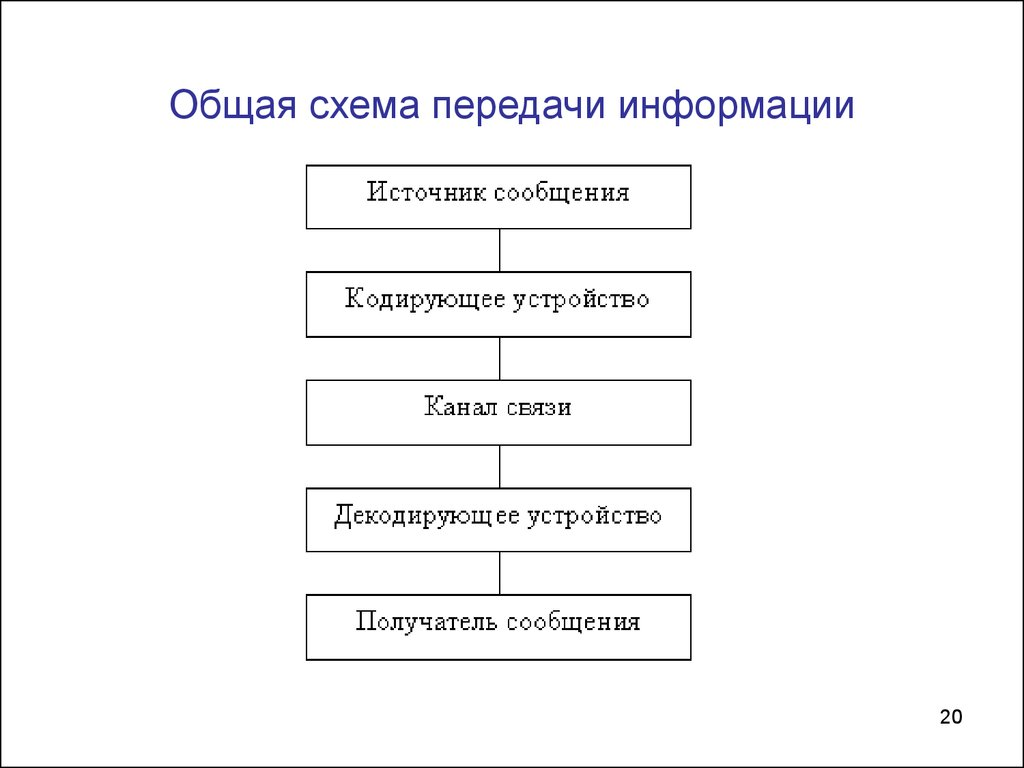 Общая схема передачи информации
Источник сообщения
Кодирующее устройство
Канал связи
Декодирующее устройство
Получатель сообщения
20